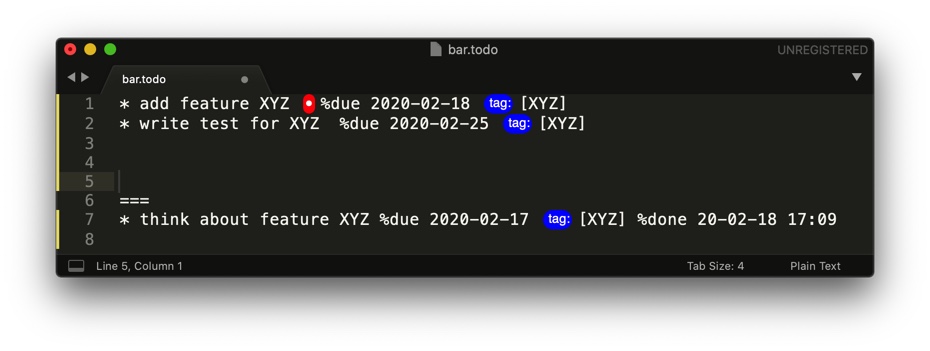 bar.todo
UNREGISTERED
bar.todo
1 * add feature XYZ %due 2020-02-18 tag: [XYZ]
2 * write test for XYZ %due 2020-02-25 tag: [XYZ]
3
4
5
6 ===
7 * think about feature XYZ %due 2020-02-17 tag: [XYZ] %done 20-02-18 17:09
8
Line 5, Column 1
Tab Size: 4
Plain Text